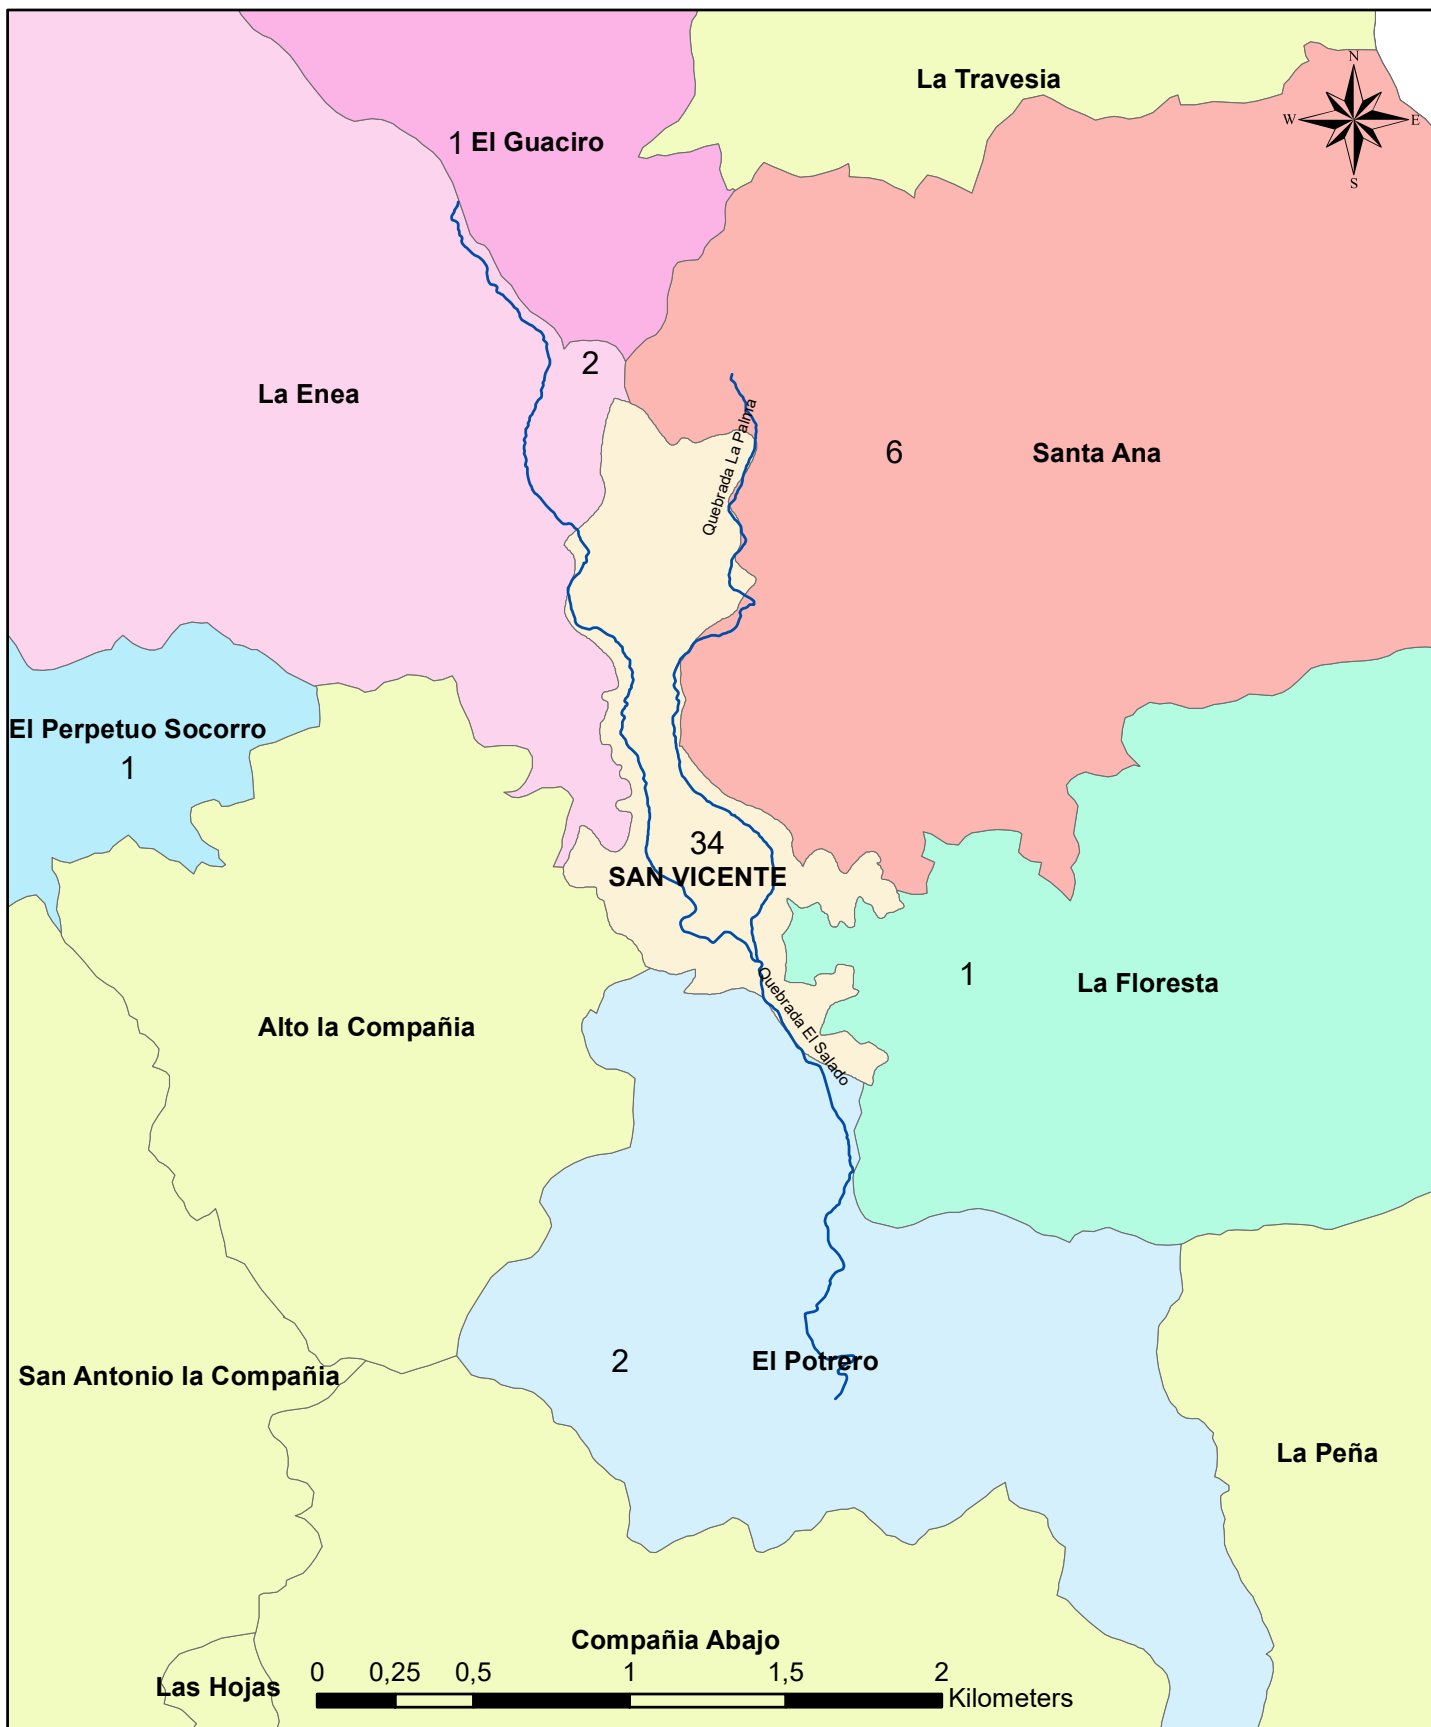 La Travesia
N
W
E
S
1 El Guaciro
2
La Enea
Quebrada La Palma
6
Santa Ana
El Perpetuo Socorro
1
34
SAN VICENTE
1
La Floresta
Quebrada El Salado
Alto la Compañia
2
El Potrero
San Antonio la Compañia
La Peña
Compañia Abajo
Las Hojas
0 0,25 0,5 1 1,5 2
Kilometers